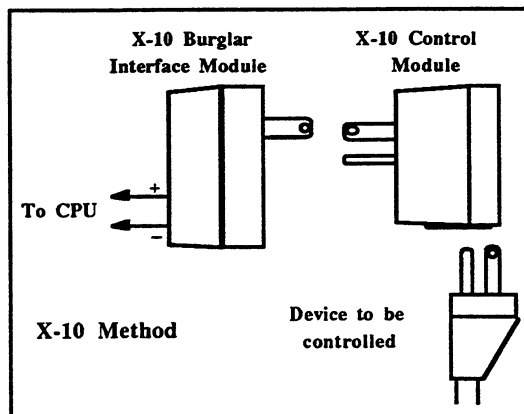 X-10 Burglar
Interface Module
X-10 Control
Module
+
To CPU
−
X-10 Method
Device to be
controlled